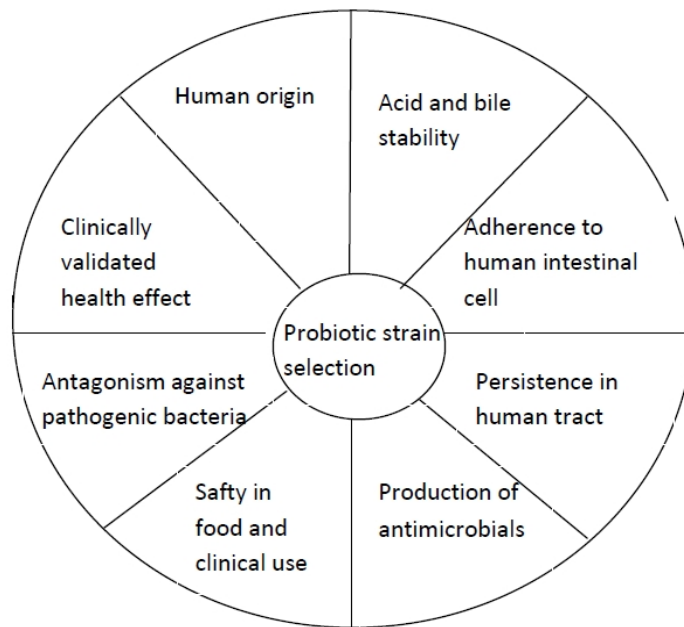 Human origin
Acid and bile
stability
Clinically
validated
health effect
Adherence to
human intestinal
cell
Probiotic strain
selection
Antagonism against
pathogenic bacteria
Persistence in
human tract
Safty in
food and
clinical use
Production of
antimicrobials